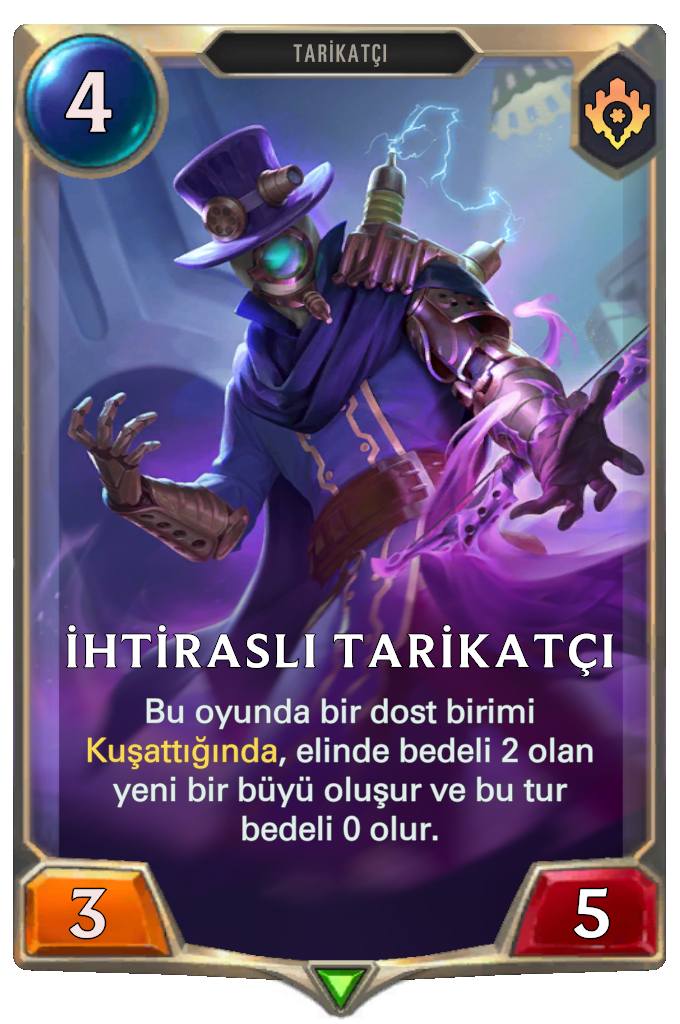 TARİKATÇI
4
İHTİRASLI TARİKATÇI
Bu oyunda bir dost birimi
Kuşattığında, elinde bedeli 2 olan
yeni bir büyü oluşur ve bu tur
bedeli 0 olur.
3
5